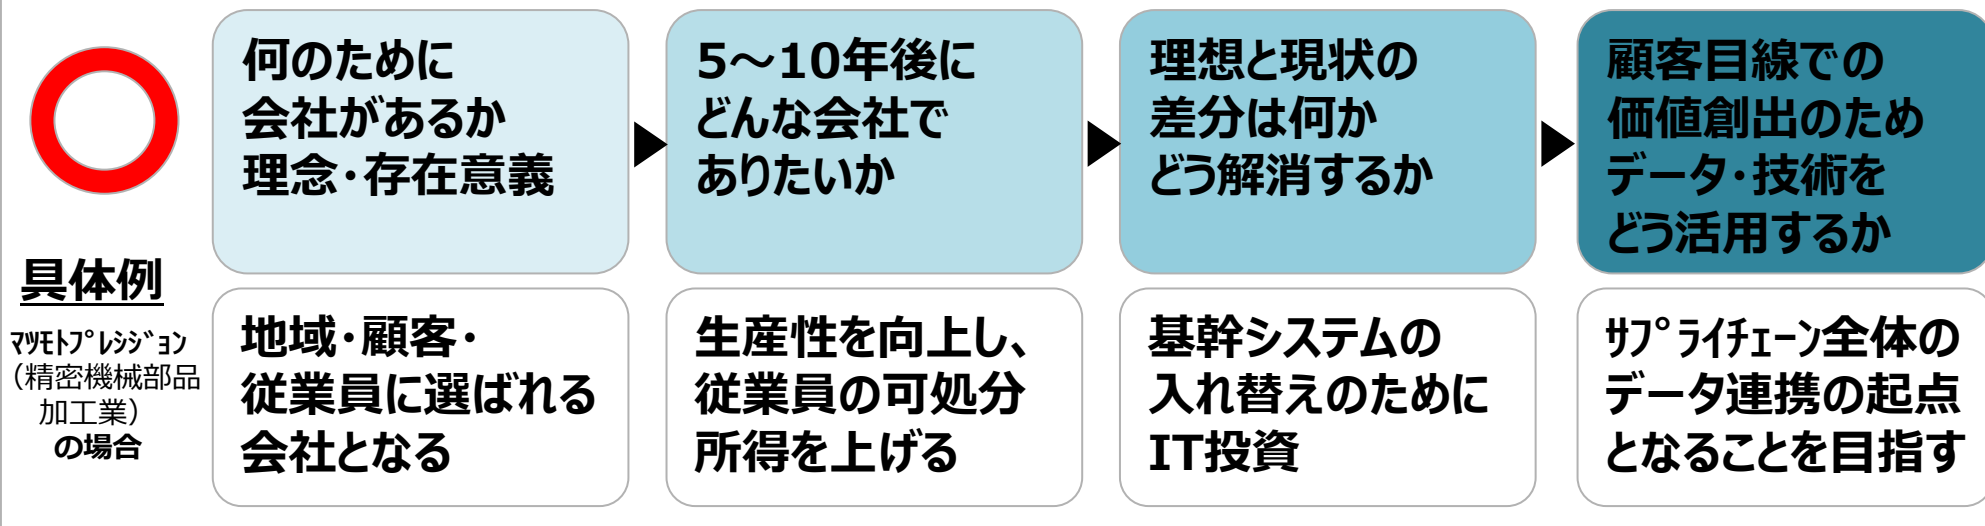 何のために
会社があるか
理念･存在意義
5～10年後に
どんな会社で
ありたいか
理想と現状の
差分は何か
どう解消するか
顧客目線での
価値創出のため
データ･技術を
どう活用するか
具体例
ﾏﾂﾓﾄﾌﾟﾚｼｼﾞｮﾝ
（精密機械部品
加工業）
の場合
地域･顧客･
従業員に選ばれる
会社となる
生産性を向上し、
従業員の可処分
所得を上げる
基幹システムの
入れ替えのために
IT投資
ｻﾌﾟﾗｲﾁｪｰﾝ全体の
データ連携の起点
となることを目指す